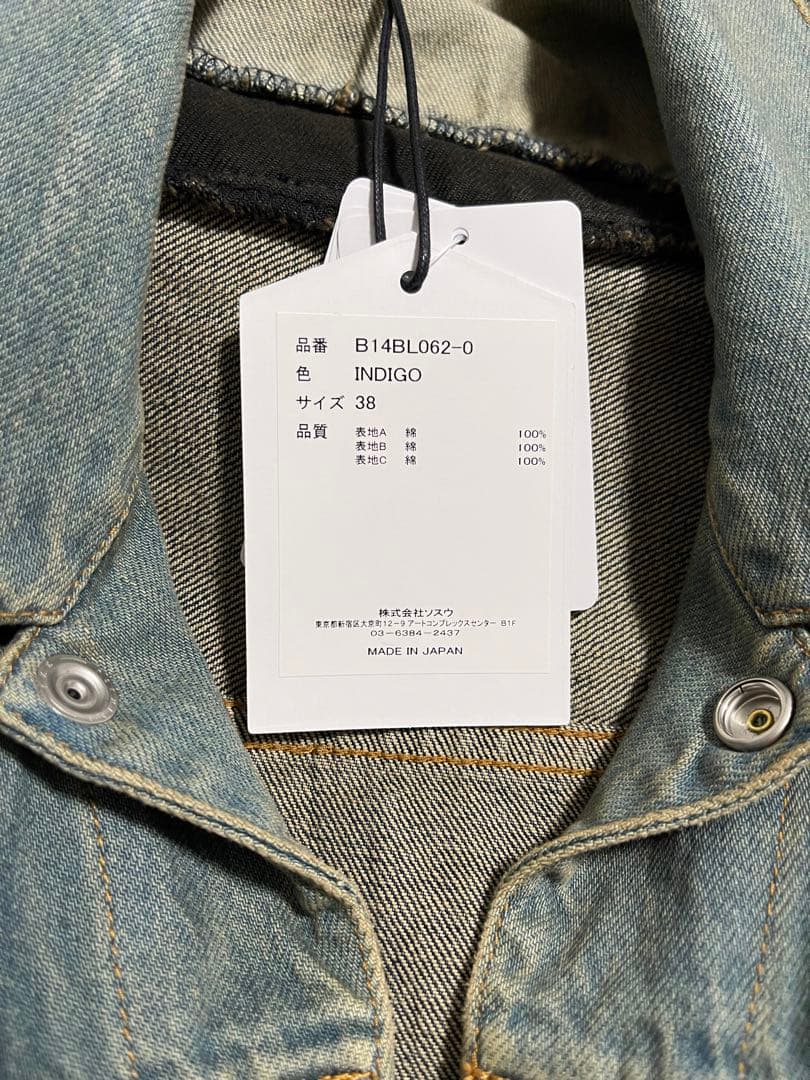 品番 B14BL062-0
色 INDIGO
サイズ 38
品質 表地A 綿 100%
表地B 綿 100%
表地C 綿 100%
株式会社ソスウ
東京都新宿区大京町12-9 アートコンプレックスセンター B1F
03-6384-2437
MADE IN JAPAN